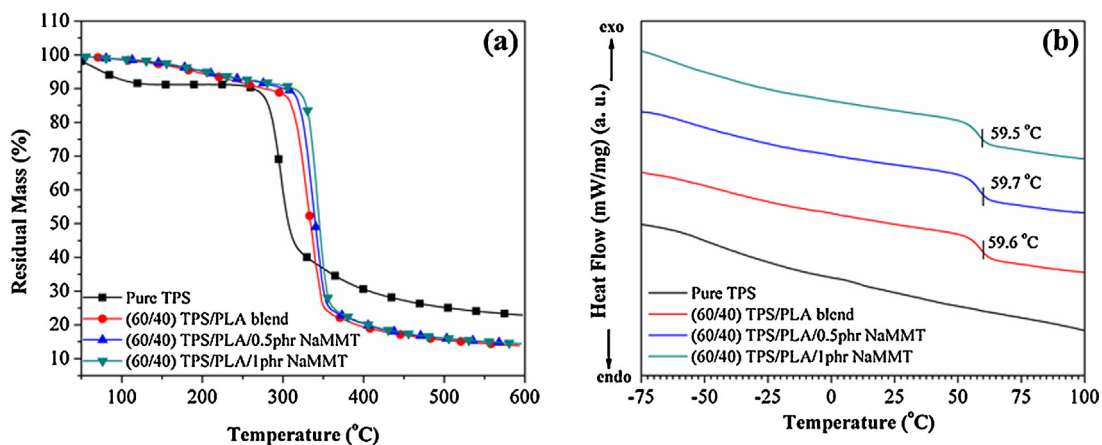 (a)
Residual Mass (%)
110
100
90
80
70
60
50
40
30
20
10
Pure TPS
(60/40) TPS/PLA blend
(60/40) TPS/PLA/0.5phr NaMMT
(60/40) TPS/PLA/1phr NaMMT
100 200 300 400 500 600
Temperature (°C)
(b)
exo
Heat Flow (mW/mg) (a. u.)
endo
59.5 °C
59.7 °C
59.6 °C
Pure TPS
(60/40) TPS/PLA blend
(60/40) TPS/PLA/0.5phr NaMMT
(60/40) TPS/PLA/1phr NaMMT
-75 -50 -25 0 25 50 75 100
Temperature (°C)